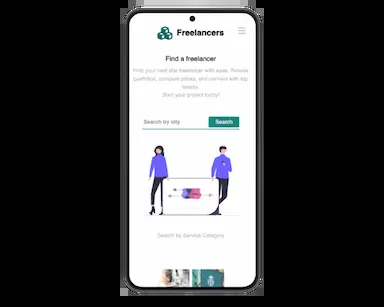 Freelancers
Find a freelancer
Find your next star freelancer with ease. Browse
portfolios, compare prices, and connect with top
talents.
Start your project today!
Search by city
Search
Search by Service Category